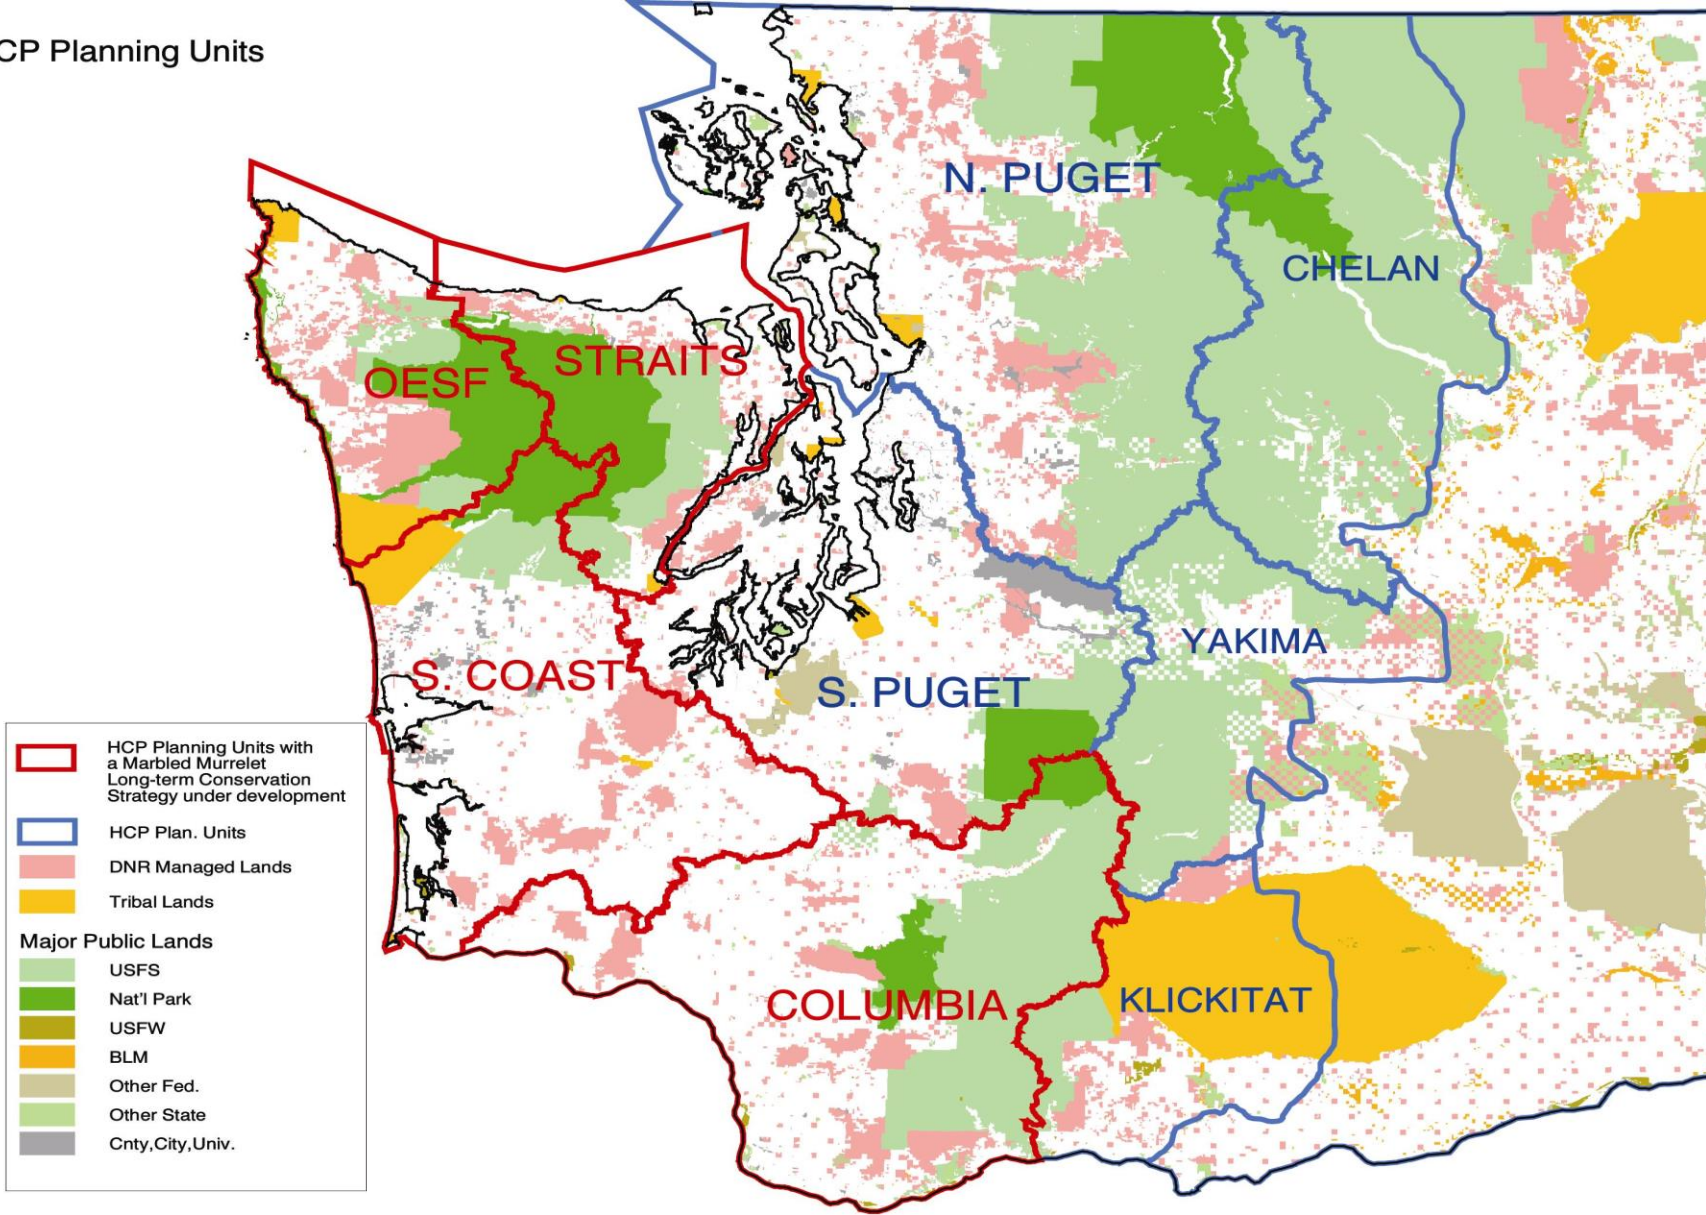 CP Planning Units
N. PUGET
CHELAN
STRAITS
OESF
YAKIMA
S. COAST
S. PUGET
COLUMBIA
KLICKITAT
HCP Planning Units with
a Marbled Murrelet
Long-term Conservation
Strategy under development
HCP Plan. Units
DNR Managed Lands
Tribal Lands
Major Public Lands
USFS
Nat'l Park
USFW
BLM
Other Fed.
Other State
Cnty,City,Univ.